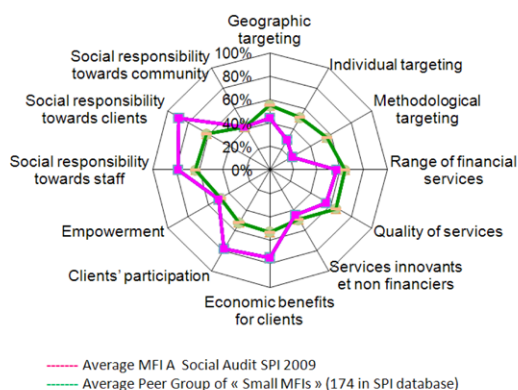 Geographic
targeting
100%
80%
60%
40%
20%
0%
Individual targeting
Methodological
targeting
Range of financial
services
Quality of services
Services innovants
et non financiers
Economic benefits
for clients
Clients' participation
Empowerment
Social responsibility
towards staff
Social responsibility
towards clients
Social responsibility
towards community
Average MFI A Social Audit SPI 2009
Average Peer Group of « Small MFIs » (174 in SPI database)